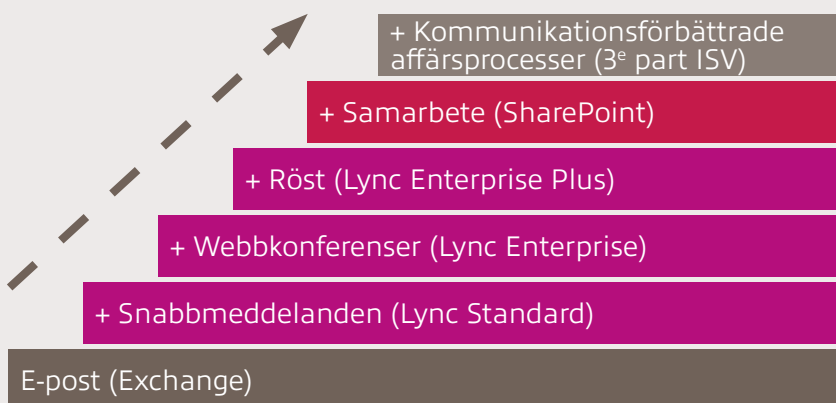 + Kommunikationsförbättrade
affärsprocesser (3ᵉ part ISV)
+ Samarbete (SharePoint)
+ Röst (Lync Enterprise Plus)
+ Webbkonferenser (Lync Enterprise)
+ Snabbmeddelanden (Lync Standard)
E-post (Exchange)